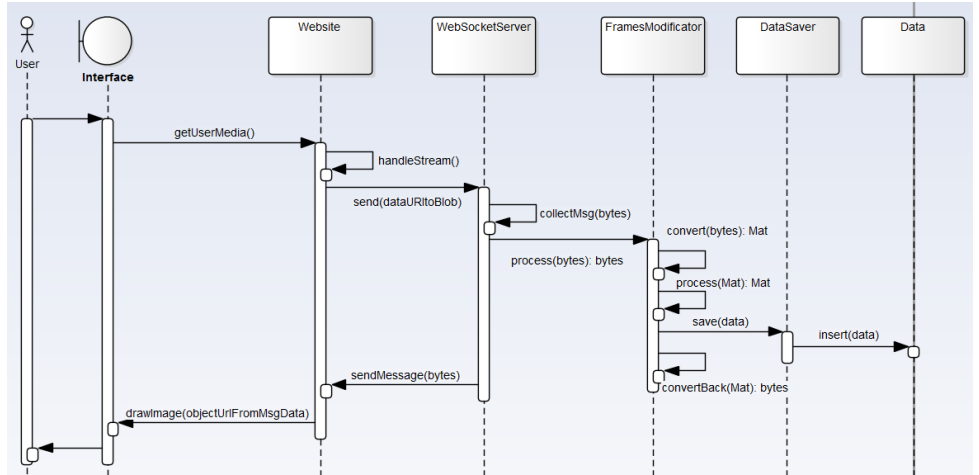 Website
WebSocketServer
FramesModificator
DataSaver
Data
User
Interface
getUserMedia()
handleStream()
send(dataURItoBlob)
collectMsg(bytes)
convert(bytes): Mat
process(bytes): bytes
process(Mat): Mat
save(data)
insert(data)
sendMessage(bytes)
convertBack(Mat): bytes
drawImage(objectUrlFromMsgData)